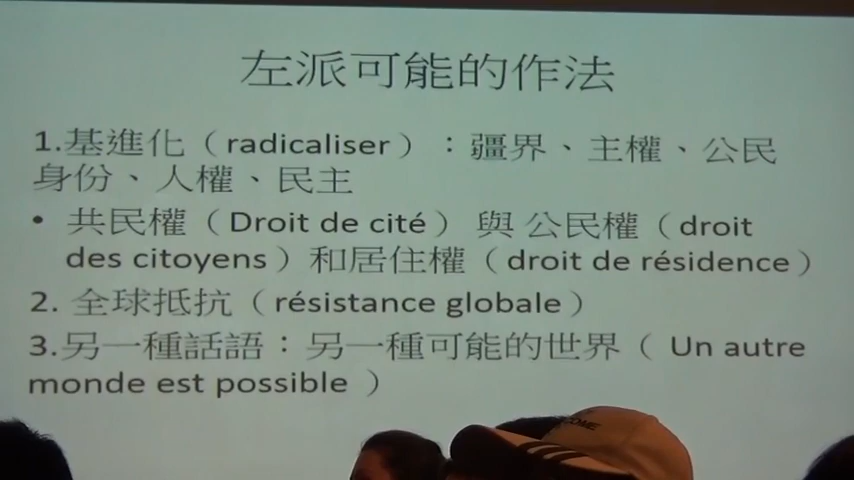 左派可能的作法
1.基進化（radicaliser）：疆界、主權、公民
身份、人權、民主
• 共民權（Droit de cité） 與 公民權（droit
des citoyens）和居住權（droit de résidence）
2. 全球抵抗（résistance globale）
3.另一種話語：另一種可能的世界（ Un autre
monde est possible ）